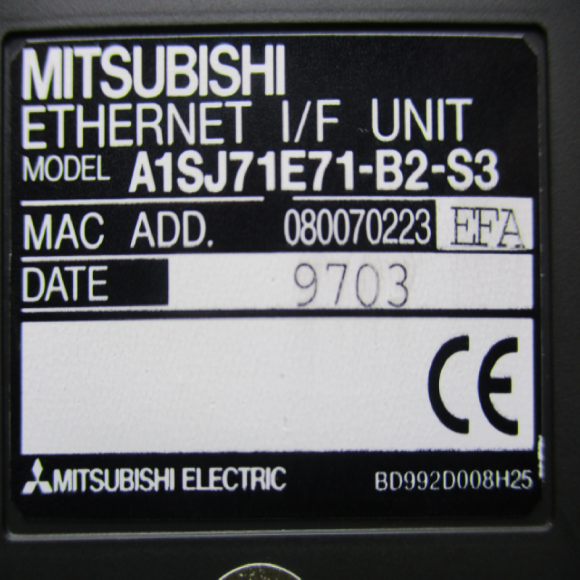 MITSUBISHI
ETHERNET I/F UNIT
MODEL A1SJ71E71-B2-S3
MAC ADD. 080070223 EFA
DATE 9703
CE
MITSUBISHI ELECTRIC BD992D008H25